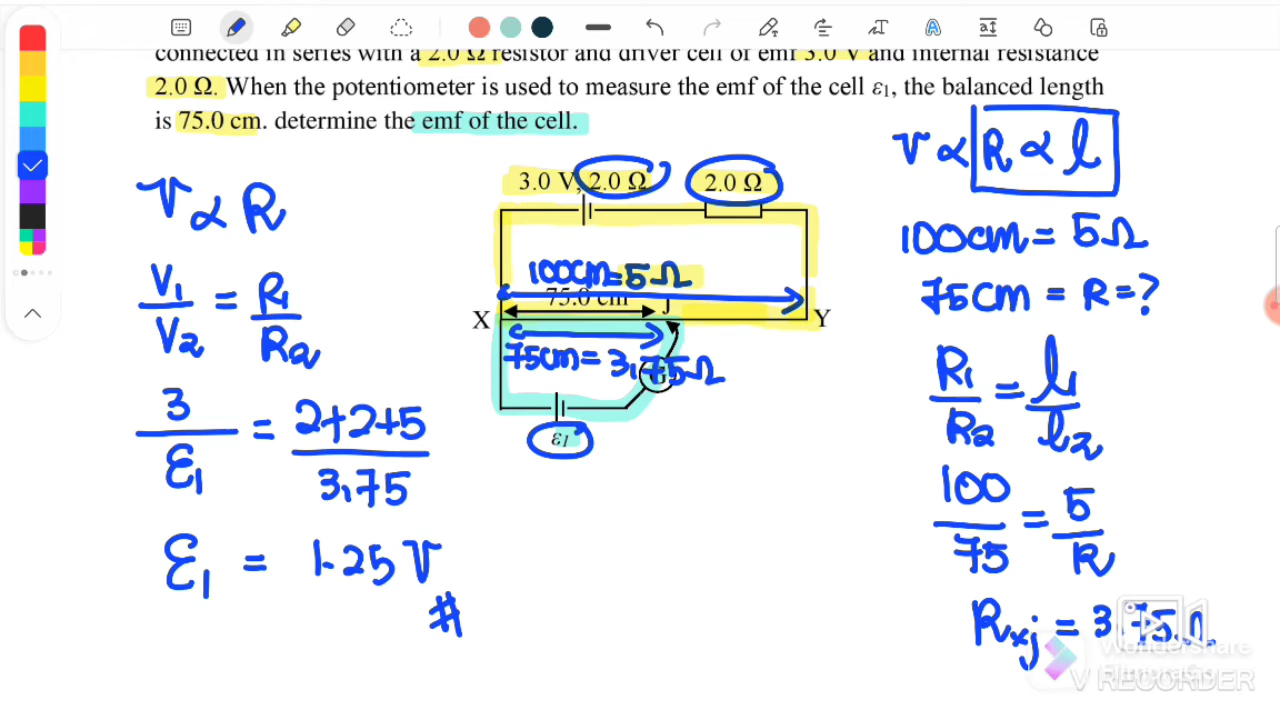 connected in series with a 2.0 Ω resistor and driver cell of emf 3.0 V and internal resistance
2.0 Ω. When the potentiometer is used to measure the emf of the cell ε1, the balanced length
is 75.0 cm. determine the emf of the cell.
V ∝ R ∝ l
V ∝ R
3.0 V, 2.0 Ω
2.0 Ω
100cm = 5Ω
V1/V2 = R1/R2
100cm = 5Ω
75cm = R = ?
75.0 cm
X
J
Y
75cm = 3,75Ω
G
R1/R2 = l1/l2
3/ε1 = 2+2+5/3,75
ε1
100/75 = 5/R
ε1 = 1.25 V
#
Rxj = 3,75Ω
Wondershare
FilmoraGo
V RECORDER